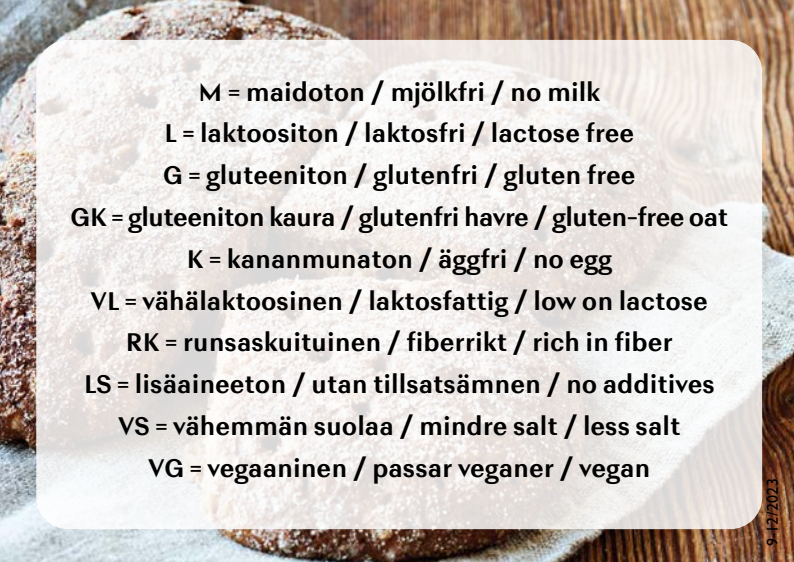 M = maidoton / mjölkfri / no milk
L = laktoositon / laktosfri / lactose free
G = gluteeniton / glutenfri / gluten free
GK = gluteeniton kaura / glutenfri havre / gluten-free oat
K = kananmunaton / äggfri / no egg
VL = vähälaktoosinen / laktosfattig / low on lactose
RK = runsaskuituinen / fiberrikt / rich in fiber
LS = lisäaineeton / utan tillsatsämnen / no additives
VS = vähemmän suolaa / mindre salt / less salt
VG = vegaaninen / passar veganer / vegan
9-12/2023